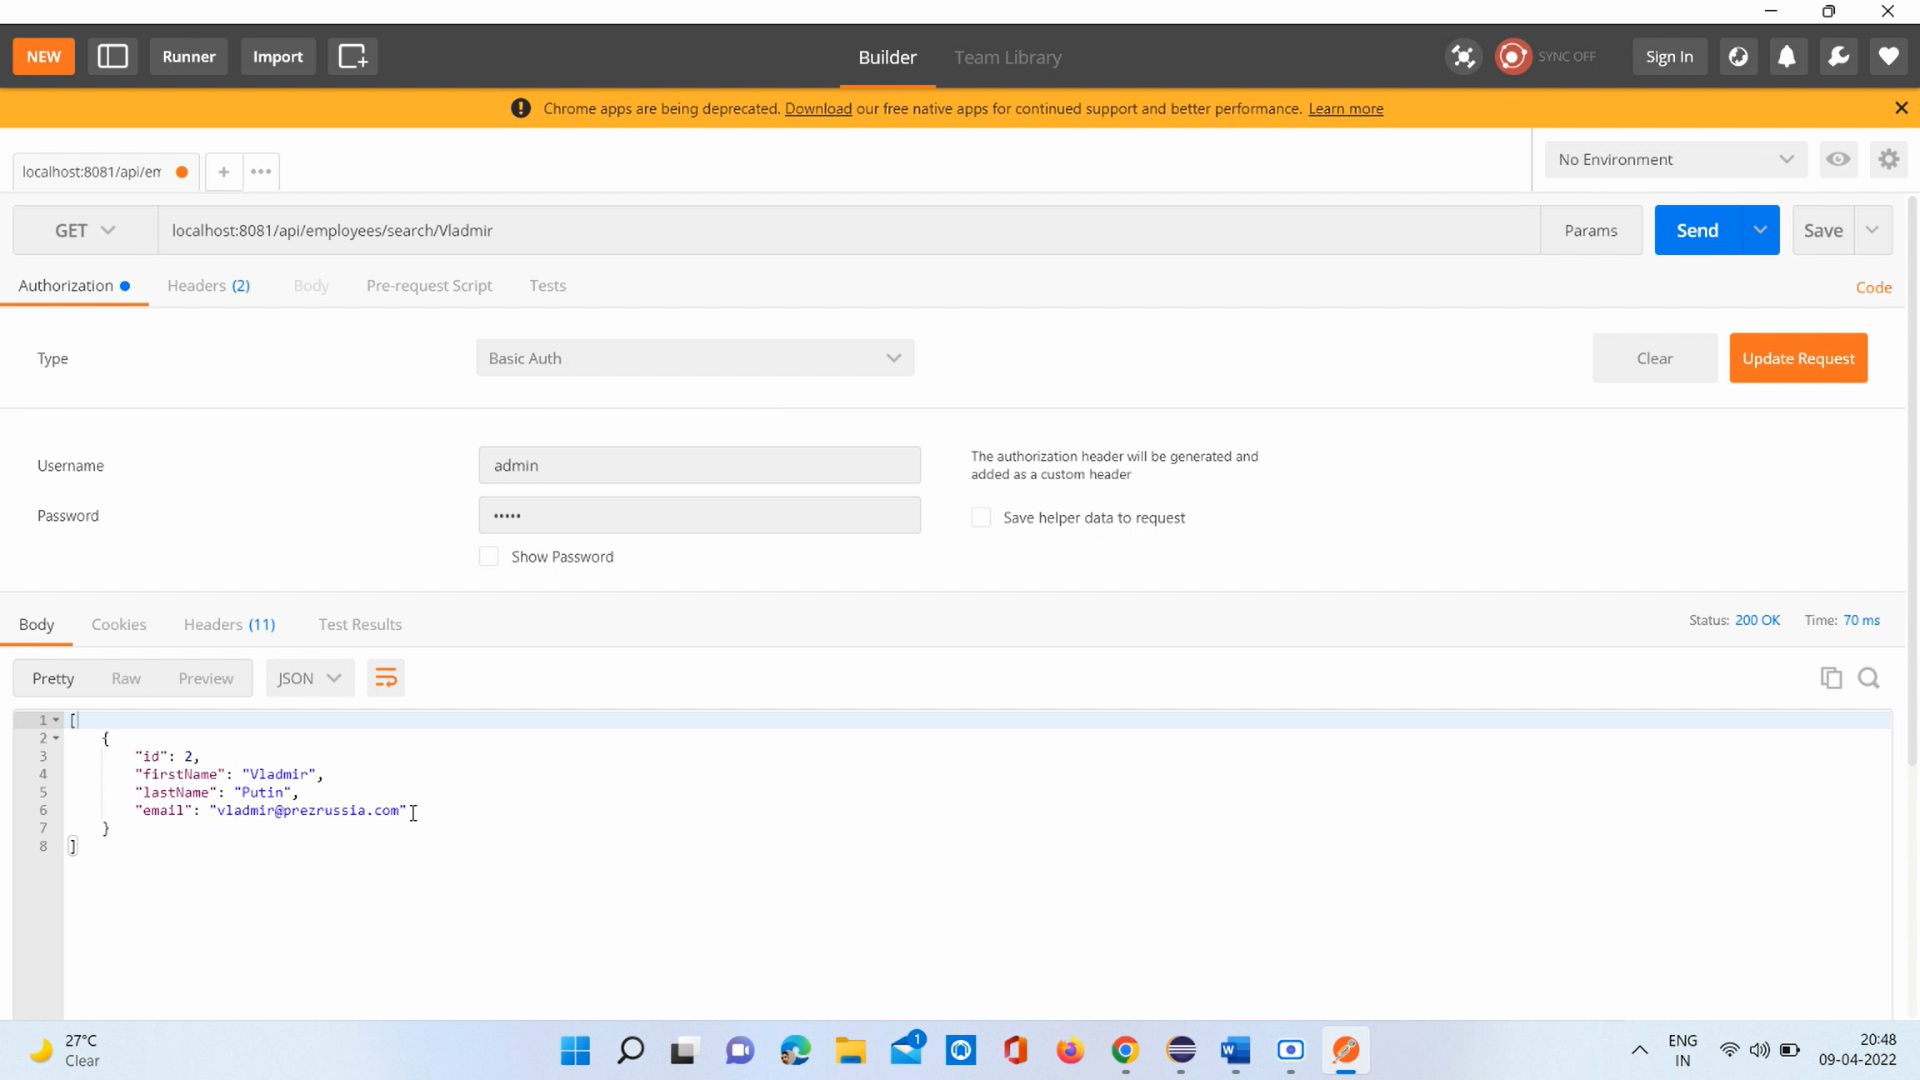 NEW Runner Import Builder Team Library SYNC OFF Sign In
Chrome apps are being deprecated. Download our free native apps for continued support and better performance. Learn more
localhost:8081/api/em + ••• No Environment
GET localhost:8081/api/employees/search/Vladmir Params Send Save
Authorization Headers (2) Body Pre-request Script Tests Code
Type Basic Auth Clear Update Request
Username admin The authorization header will be generated and
added as a custom header
Password ••••• Save helper data to request
Show Password
Body Cookies Headers (11) Test Results Status: 200 OK Time: 70 ms
Pretty Raw Preview JSON
1 [
2 {
3 "id": 2,
4 "firstName": "Vladmir",
5 "lastName": "Putin",
6 "email": "vladmir@prezrussia.com"
7 }
8 ]
27°C
Clear
1
ENG
IN
20:48
09-04-2022